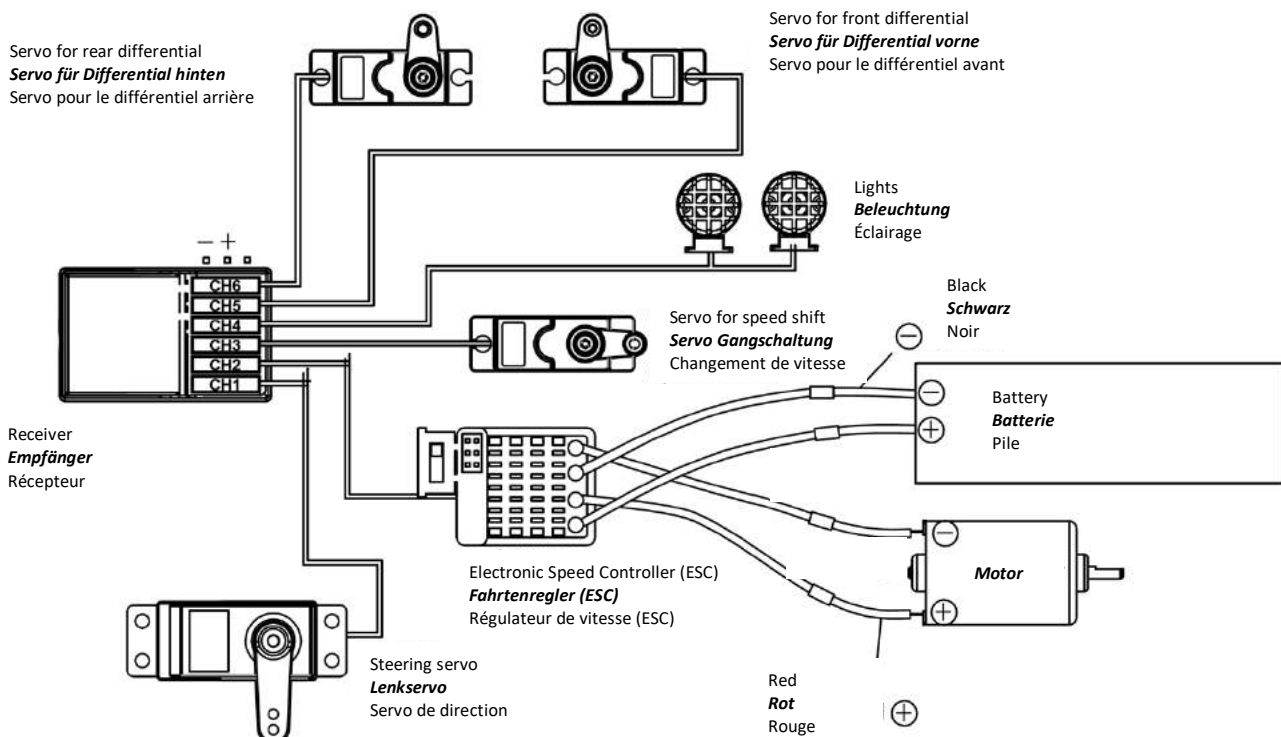 Servo for rear differential
Servo für Differential hinten
Servo pour le différentiel arrière
Servo for front differential
Servo für Differential vorne
Servo pour le différentiel avant
Lights
Beleuchtung
Éclairage
− +
CH6
CH5
CH4
CH3
CH2
CH1
Servo for speed shift
Servo Gangschaltung
Changement de vitesse
Black
Schwarz
Noir
−
−
+
Battery
Batterie
Pile
Receiver
Empfänger
Récepteur
Electronic Speed Controller (ESC)
Fahrtenregler (ESC)
Régulateur de vitesse (ESC)
−
Motor
+
Steering servo
Lenkservo
Servo de direction
Red
Rot
Rouge
+